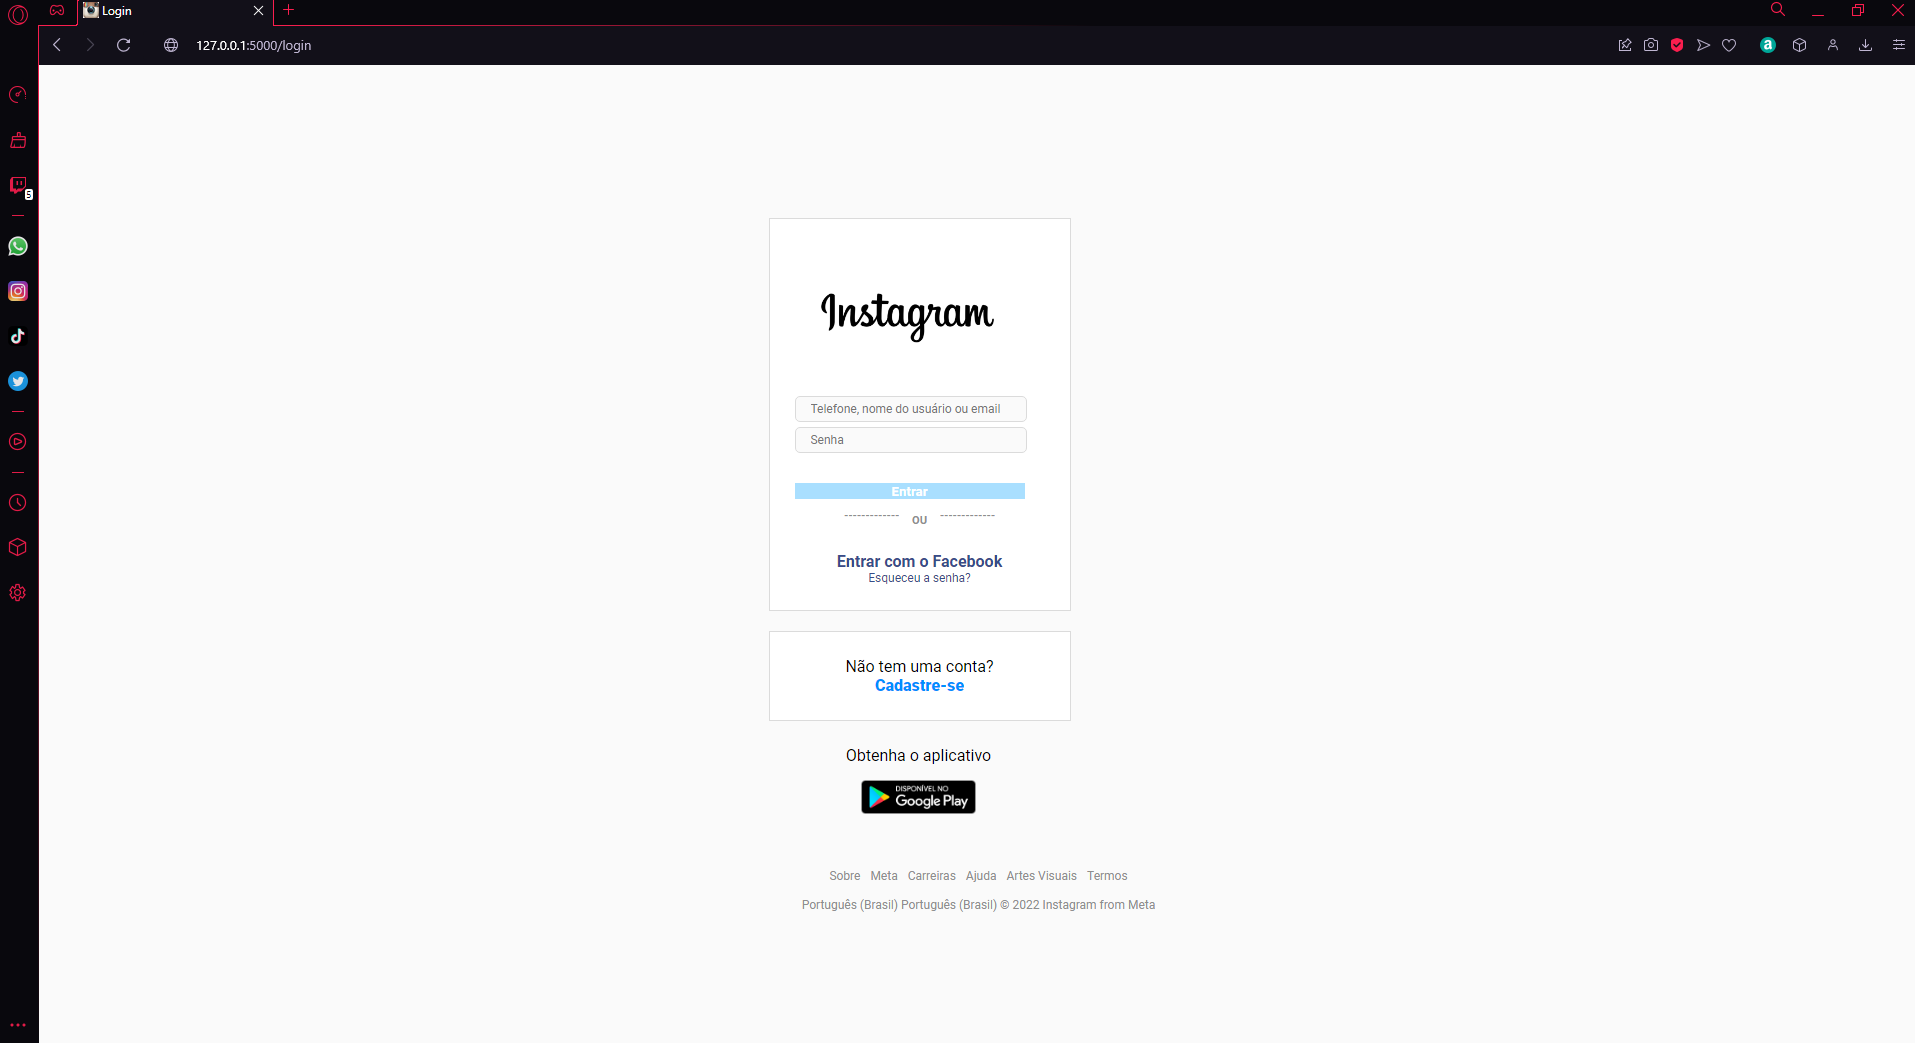 Login
127.0.0.1:5000/login
5
a
Instagram
Telefone, nome do usuário ou email
Senha
Entrar
------------- OU -------------
Entrar com o Facebook
Esqueceu a senha?
Não tem uma conta?
Cadastre-se
Obtenha o aplicativo
DISPONÍVEL NO
Google Play
Sobre Meta Carreiras Ajuda Artes Visuais Termos
Português (Brasil) Português (Brasil) © 2022 Instagram from Meta